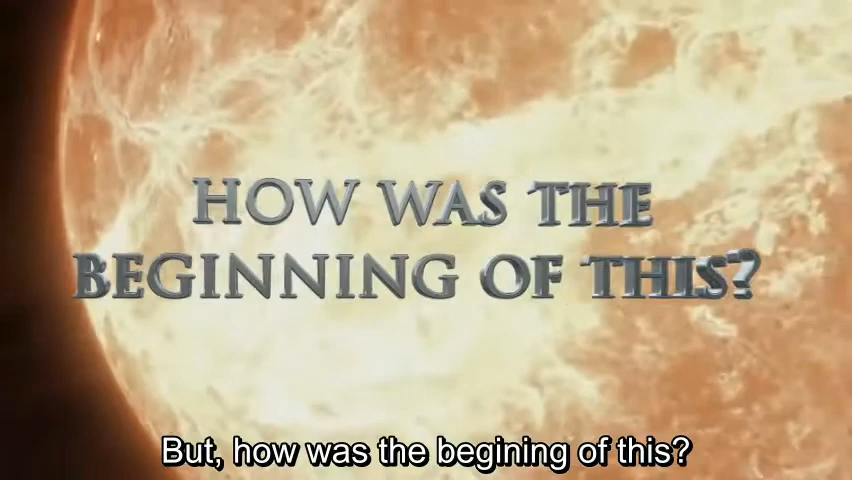 HOW WAS THE
BEGINNING OF THIS?
But, how was the begining of this?